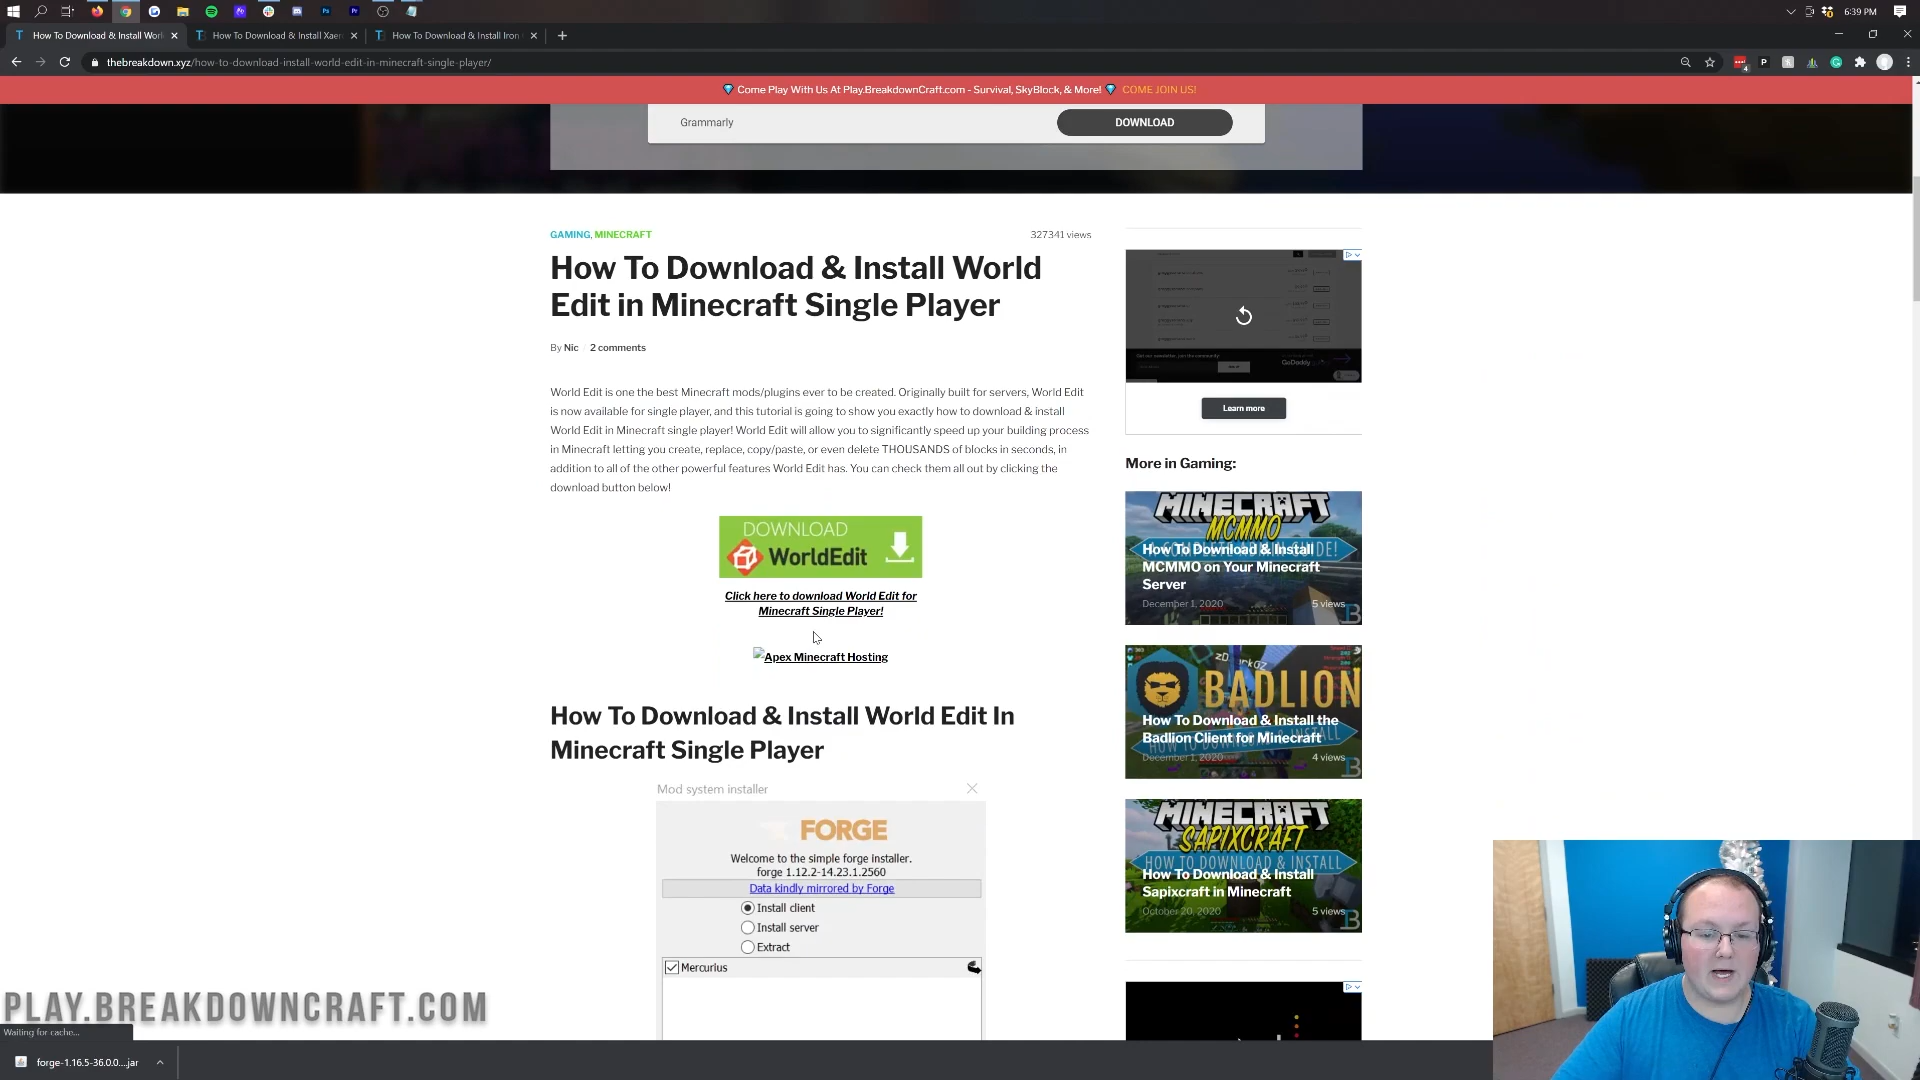 6:39 PM
How To Download & Install Worl
How To Download & Install Xaer
How To Download & Install Iron
thebreakdown.xyz/how-to-download-install-world-edit-in-minecraft-single-player/
Come Play With Us At Play.BreakdownCraft.com - Survival, SkyBlock, & More! COME JOIN US!
Grammarly
DOWNLOAD
GAMING, MINECRAFT
327341 views
How To Download & Install World
Edit in Minecraft Single Player
By Nic / 2 comments
World Edit is one the best Minecraft mods/plugins ever to be created. Originally built for servers, World Edit
is now available for single player, and this tutorial is going to show you exactly how to download & install
World Edit in Minecraft single player! World Edit will allow you to significantly speed up your building process
in Minecraft letting you create, replace, copy/paste, or even delete THOUSANDS of blocks in seconds, in
addition to all of the other powerful features World Edit has. You can check them all out by clicking the
download button below!
DOWNLOAD
WorldEdit
Click here to download World Edit for
Minecraft Single Player!
Apex Minecraft Hosting
How To Download & Install World Edit In
Minecraft Single Player
Mod system installer
FORGE
Welcome to the simple forge installer.
forge 1.12.2-14.23.1.2560
Data kindly mirrored by Forge
Install client
Install server
Extract
Mercurius
GoDaddy
Learn more
More in Gaming:
MINECRAFT
MCMMO
How To Download & Install
MCMMO on Your Minecraft
Server
December 1, 2020
5 views
BADLION
How To Download & Install the
Badlion Client for Minecraft
December 1, 2020
4 views
MINECRAFT
SAPIXCRAFT
HOW TO DOWNLOAD & INSTALL
How To Download & Install
Sapixcraft in Minecraft
October 20, 2020
5 views
PLAY.BREAKDOWNCRAFT.COM
Waiting for cache...
forge-1.16.5-36.0.0....jar